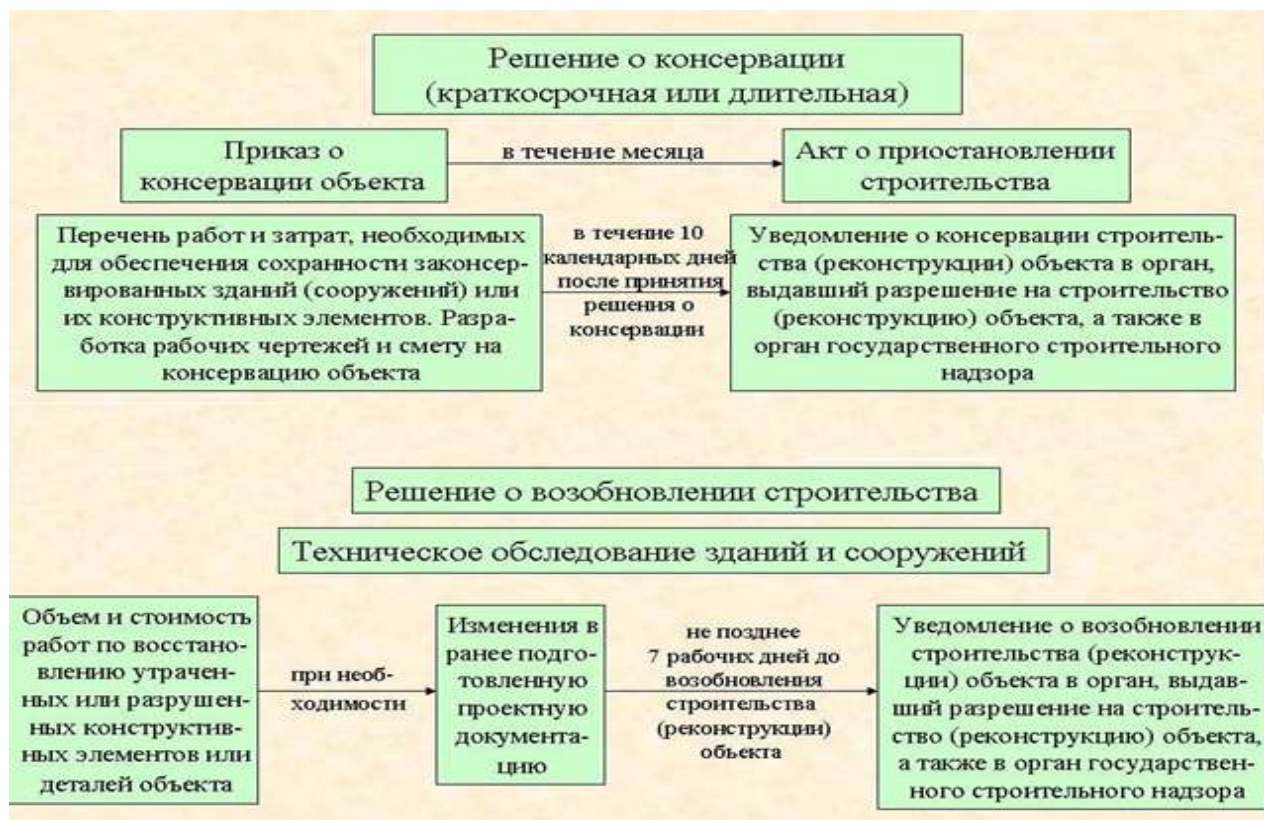 Решение о консервации
(краткосрочная или длительная)
Приказ о
консервации объекта
в течение месяца
Акт о приостановлении
строительства
Перечень работ и затрат, необходимых
для обеспечения сохранности законсер-
вированных зданий (сооружений) или
их конструктивных элементов. Разра-
ботка рабочих чертежей и смету на
консервацию объекта
в течение 10
календарных дней
после принятия
решения о
консервации
Уведомление о консервации строитель-
ства (реконструкции) объекта в орган,
выдавший разрешение на строительство
(реконструкцию) объекта, а также в
орган государственного строительного
надзора
Решение о возобновлении строительства
Техническое обследование зданий и сооружений
Объем и стоимость
работ по восстано-
влению утрачен-
ных или разрушен-
ных конструктив-
ных элементов или
деталей объекта
при необ-
ходимости
Изменения в
ранее подго-
товленную
проектную
документа-
цию
не позднее
7 рабочих дней до
возобновления
строительства
(реконструкции)
объекта
Уведомление о возобновлении
строительства (реконструк-
ции) объекта в орган, выдав-
ший разрешение на строитель-
ство (реконструкцию) объекта,
а также в орган государствен-
ного строительного надзора